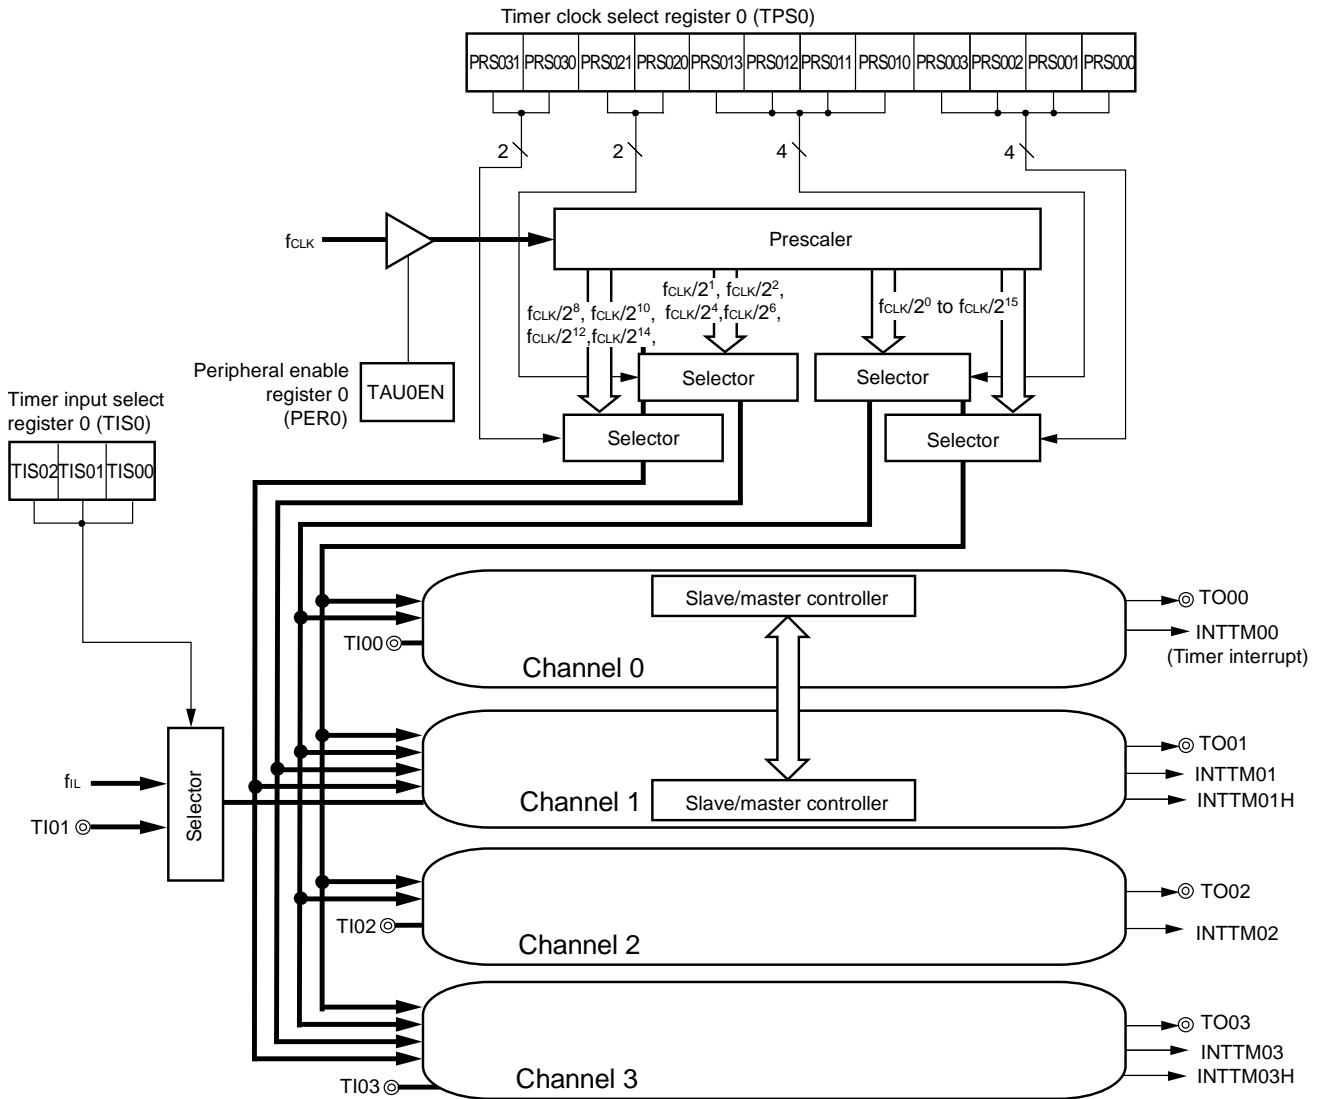 Timer clock select register 0 (TPS0)
PRS031 PRS030 PRS021 PRS020 PRS013 PRS012 PRS011 PRS010 PRS003 PRS002 PRS001 PRS000
2 2 4 4
fCLK
Prescaler
fCLK/2^8, fCLK/2^10,
fCLK/2^12,fCLK/2^14,
fCLK/2^1, fCLK/2^2,
fCLK/2^4,fCLK/2^6,
fCLK/2^0 to fCLK/2^15
Peripheral enable
register 0
(PER0)
TAU0EN
Selector
Selector
Selector
Selector
Timer input select
register 0 (TIS0)
TIS02 TIS01 TIS00
Slave/master controller
TI00
Channel 0
TO00
INTTM00
(Timer interrupt)
fIL
TI01
Selector
Channel 1
Slave/master controller
TO01
INTTM01
INTTM01H
TI02
Channel 2
TO02
INTTM02
TI03
Channel 3
TO03
INTTM03
INTTM03H